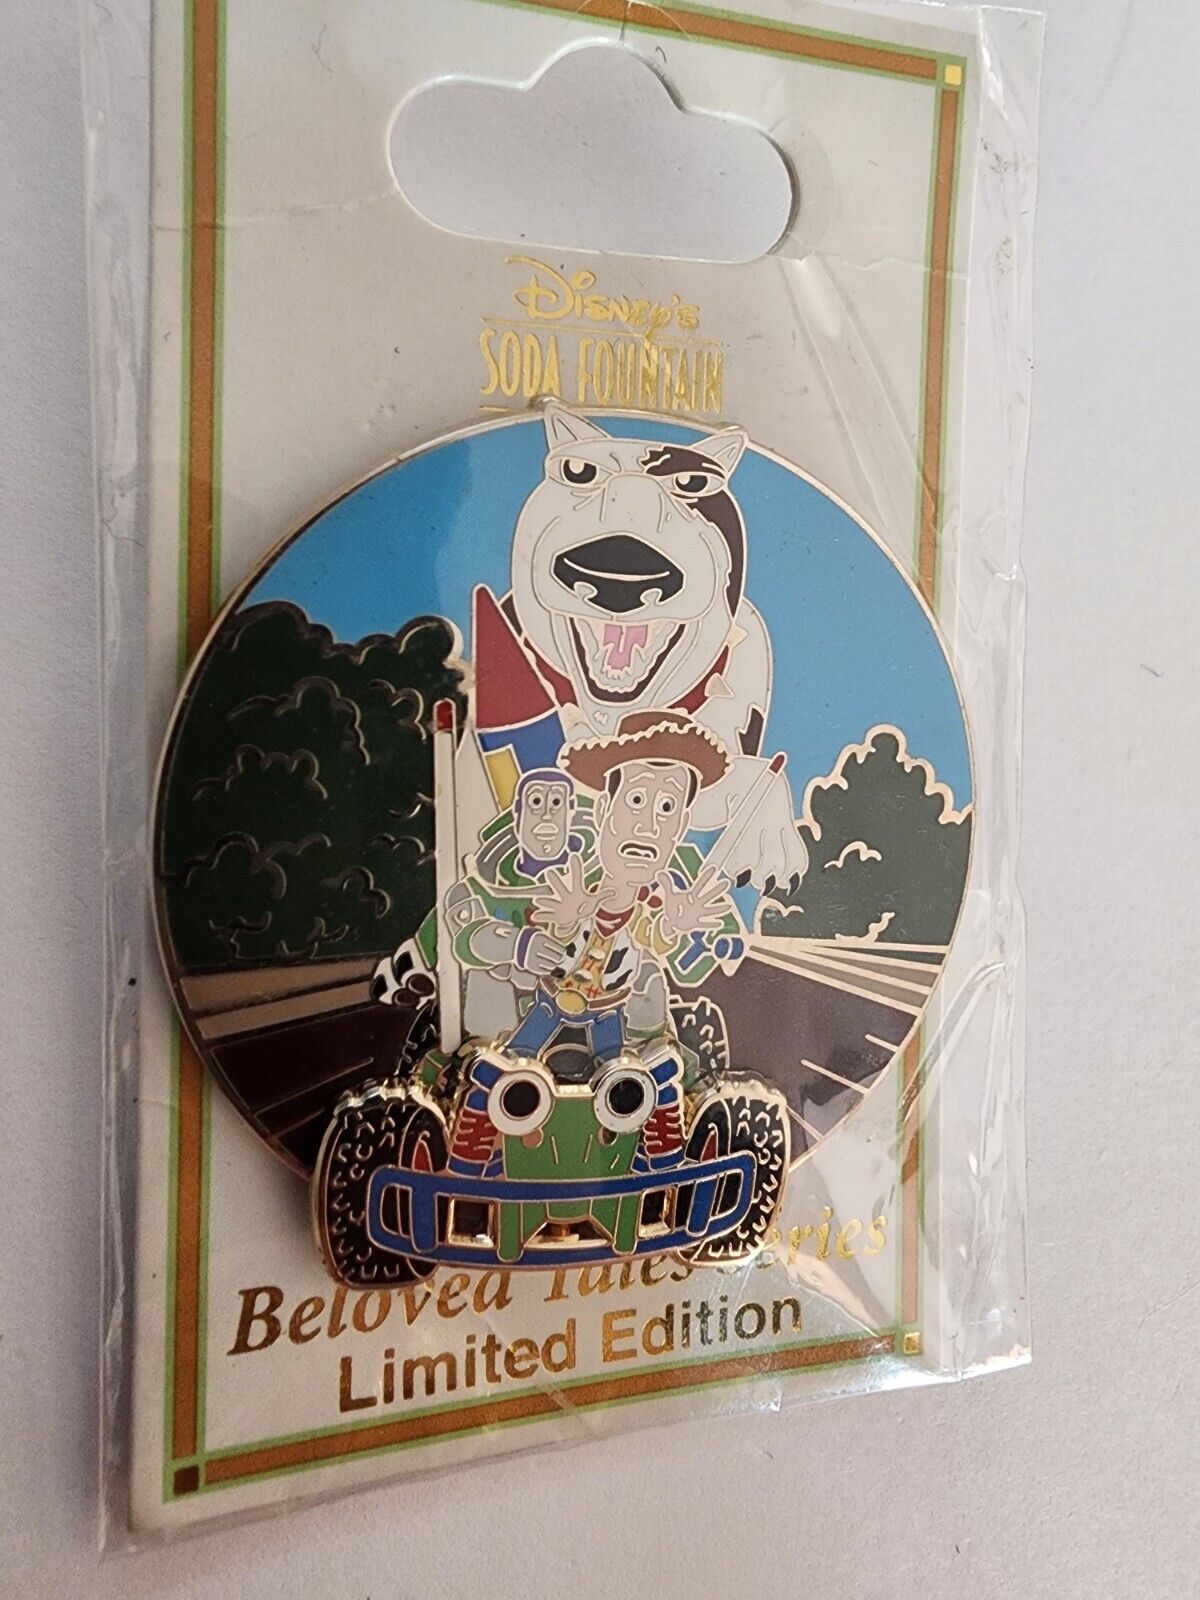 Disney's
SODA FOUNTAIN
Beloved Tales Series
Limited Edition